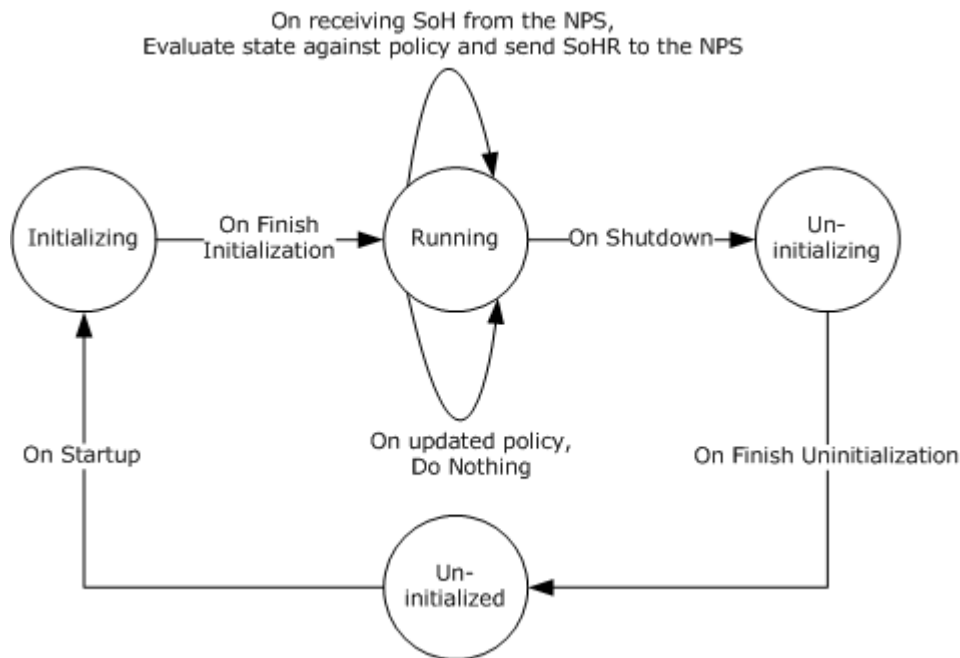 On receiving SoH from the NPS,
Evaluate state against policy and send SoHR to the NPS
Initializing
On Finish
Initialization
Running
On Shutdown
Un-
initializing
On updated policy,
Do Nothing
On Startup
On Finish Uninitialization
Un-
initialized